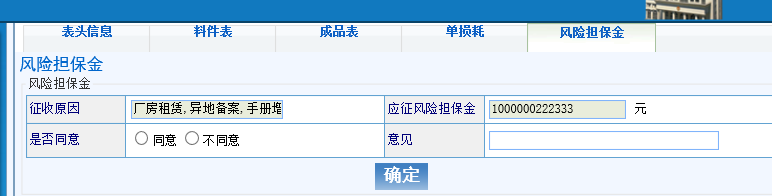 表头信息 料件表 成品表 单损耗 风险担保金
风险担保金
风险担保金
征收原因 厂房租赁,异地备案,手册 应征风险担保金 1000000222333 元
是否同意 同意 不同意 意见
确定